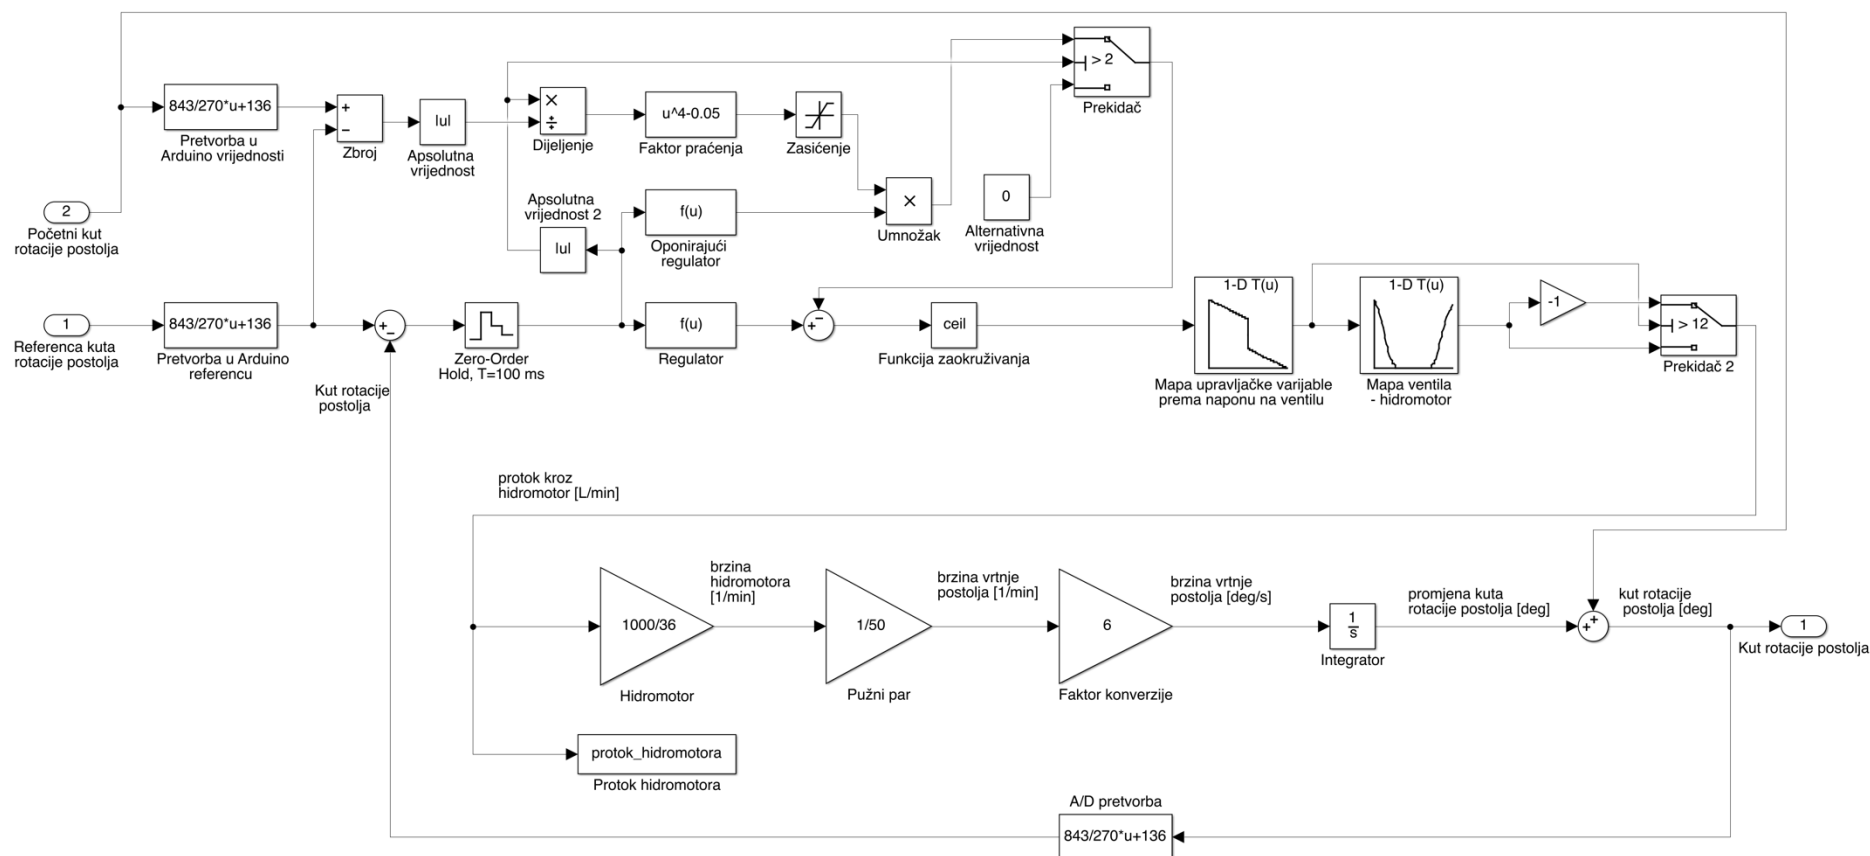 > 2
Prekidač
843/270*u+136
Pretvorba u
Arduino vrijednosti
+
−
Zbroj
|u|
Apsolutna
vrijednost
×
÷
Dijeljenje
u^4-0.05
Faktor praćenja
Zasićenje
2
Početni kut
rotacije postolja
Apsolutna
vrijednost 2
|u|
f(u)
Oponirajući
regulator
×
Umnožak
0
Alternativna
vrijednost
1
Referenca kuta
rotacije postolja
843/270*u+136
Pretvorba u Arduino
referencu
+
−
Kut rotacije
postolja
Zero-Order
Hold, T=100 ms
f(u)
Regulator
+
−
ceil
Funkcija zaokruživanja
1-D T(u)
Mapa upravljačke varijable
prema naponu na ventilu
1-D T(u)
Mapa ventila
- hidromotor
-1
> 12
Prekidač 2
protok kroz
hidromotor [L/min]
1000/36
Hidromotor
brzina
hidromotora
[1/min]
1/50
Pužni par
brzina vrtnje
postolja [1/min]
6
Faktor konverzije
brzina vrtnje
postolja [deg/s]
1
s
Integrator
promjena kuta
rotacije postolja [deg]
+
+
kut rotacije
postolja [deg]
1
Kut rotacije postolja
protok_hidromotora
Protok hidromotora
A/D pretvorba
843/270*u+136